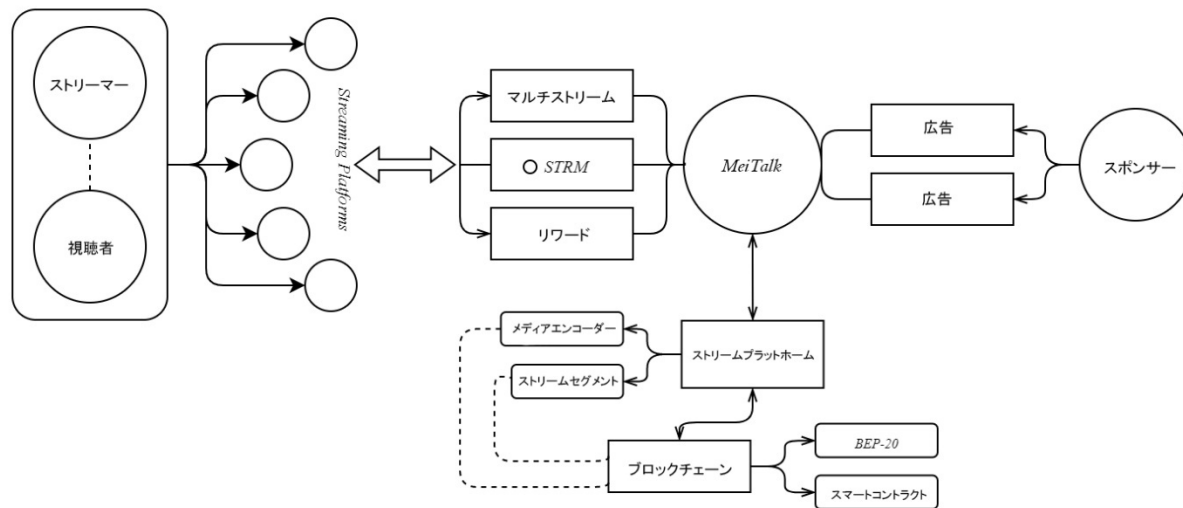 ストリーマー
視聴者
Streaming Platforms
マルチストリーム
STRM
リワード
MeiTalk
広告
広告
スポンサー
メディアエンコーダー
ストリームセグメント
ストリームプラットホーム
ブロックチェーン
BEP-20
スマートコントラクト